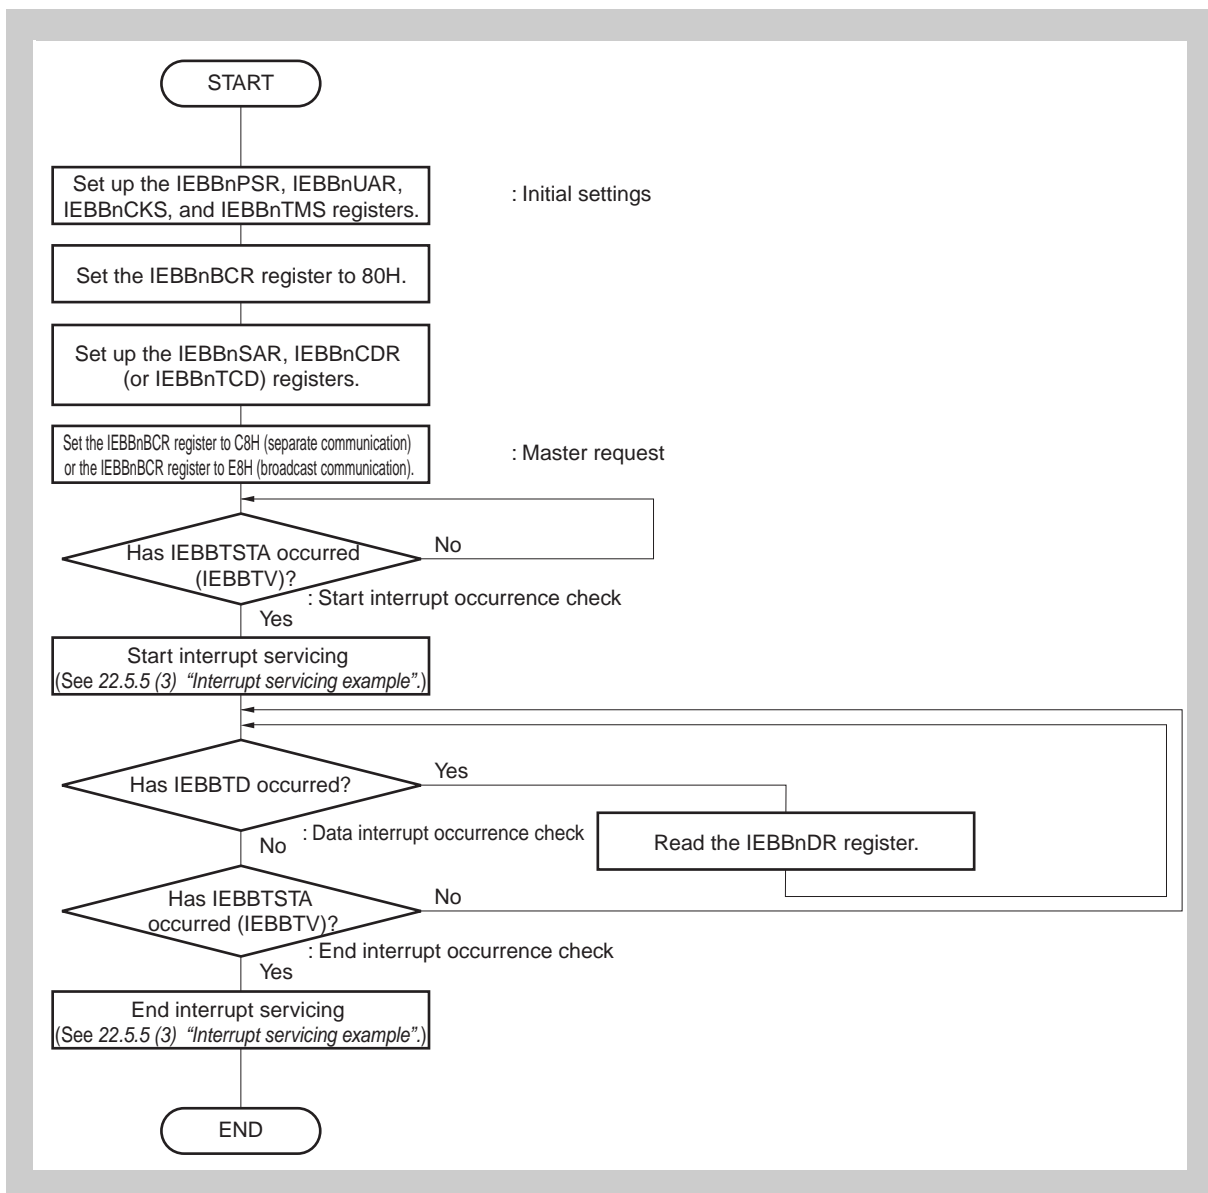 START
Set up the IEBBnPSR, IEBBnUAR,
IEBBnCKS, and IEBBnTMS registers.
: Initial settings
Set the IEBBnBCR register to 80H.
Set up the IEBBnSAR, IEBBnCDR
(or IEBBnTCD) registers.
Set the IEBBnBCR register to C8H (separate communication)
or the IEBBnBCR register to E8H (broadcast communication).
: Master request
Has IEBBTSTA occurred
(IEBBTV)?
No
: Start interrupt occurrence check
Yes
Start interrupt servicing
(See 22.5.5 (3) “Interrupt servicing example”.)
Has IEBBTD occurred?
Yes
: Data interrupt occurrence check
No
Read the IEBBnDR register.
Has IEBBTSTA
occurred (IEBBTV)?
No
: End interrupt occurrence check
Yes
End interrupt servicing
(See 22.5.5 (3) “Interrupt servicing example”.)
END